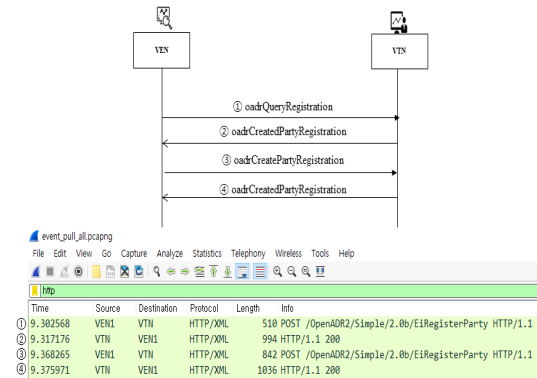 VEN
VTN
① oadrQueryRegistration
② oadrCreatedPartyRegistration
③ oadrCreatePartyRegistration
④ oadrCreatedPartyRegistration
event_pull_all.pcapng
File Edit View Go Capture Analyze Statistics Telephony Wireless Tools Help
http
Time Source Destination Protocol Length Info
① 9.302568 VEN1 VTN HTTP/XML 510 POST /OpenADR2/Simple/2.0b/EiRegisterParty HTTP/1.1
② 9.317176 VTN VEN1 HTTP/XML 994 HTTP/1.1 200
③ 9.368265 VEN1 VTN HTTP/XML 842 POST /OpenADR2/Simple/2.0b/EiRegisterParty HTTP/1.1
④ 9.375971 VTN VEN1 HTTP/XML 1036 HTTP/1.1 200